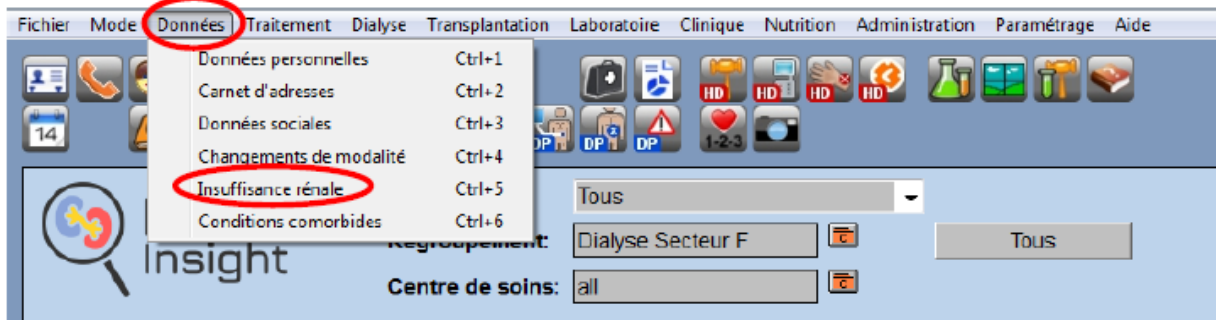 Fichier Mode Données Traitement Dialyse Transplantation Laboratoire Clinique Nutrition Administration Paramétrage Aide
Données personnelles Ctrl+1
Carnet d'adresses Ctrl+2
HD HD HD HD
Données sociales Ctrl+3
14 DP DP DP 1-2-3
Changements de modalité Ctrl+4
Insuffisance rénale Ctrl+5
Tous
Conditions comorbides Ctrl+6
Regroupement: Dialyse Secteur F C Tous
Insight
Centre de soins: all C